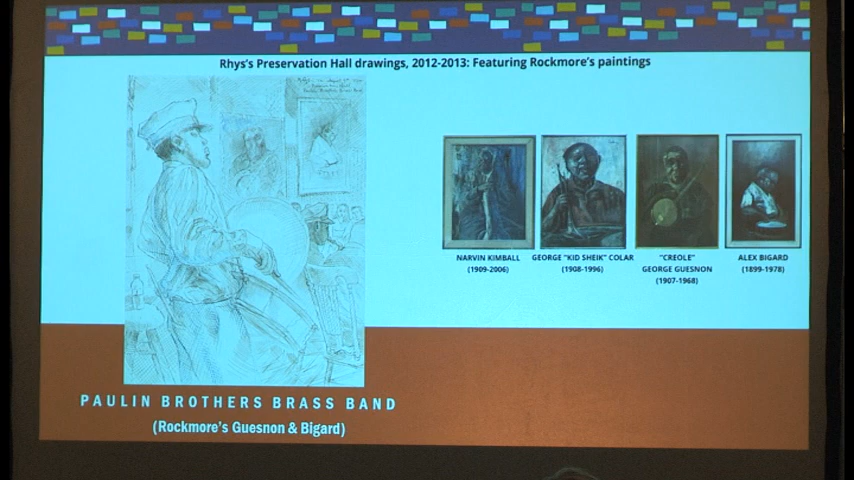 Rhys's Preservation Hall drawings, 2012-2013: Featuring Rockmore's paintings
NARVIN KIMBALL
(1909-2006)
GEORGE "KID SHEIK" COLAR
(1908-1996)
"CREOLE"
GEORGE GUESNON
(1907-1968)
ALEX BIGARD
(1899-1978)
PAULIN BROTHERS BRASS BAND
(Rockmore's Guesnon & Bigard)